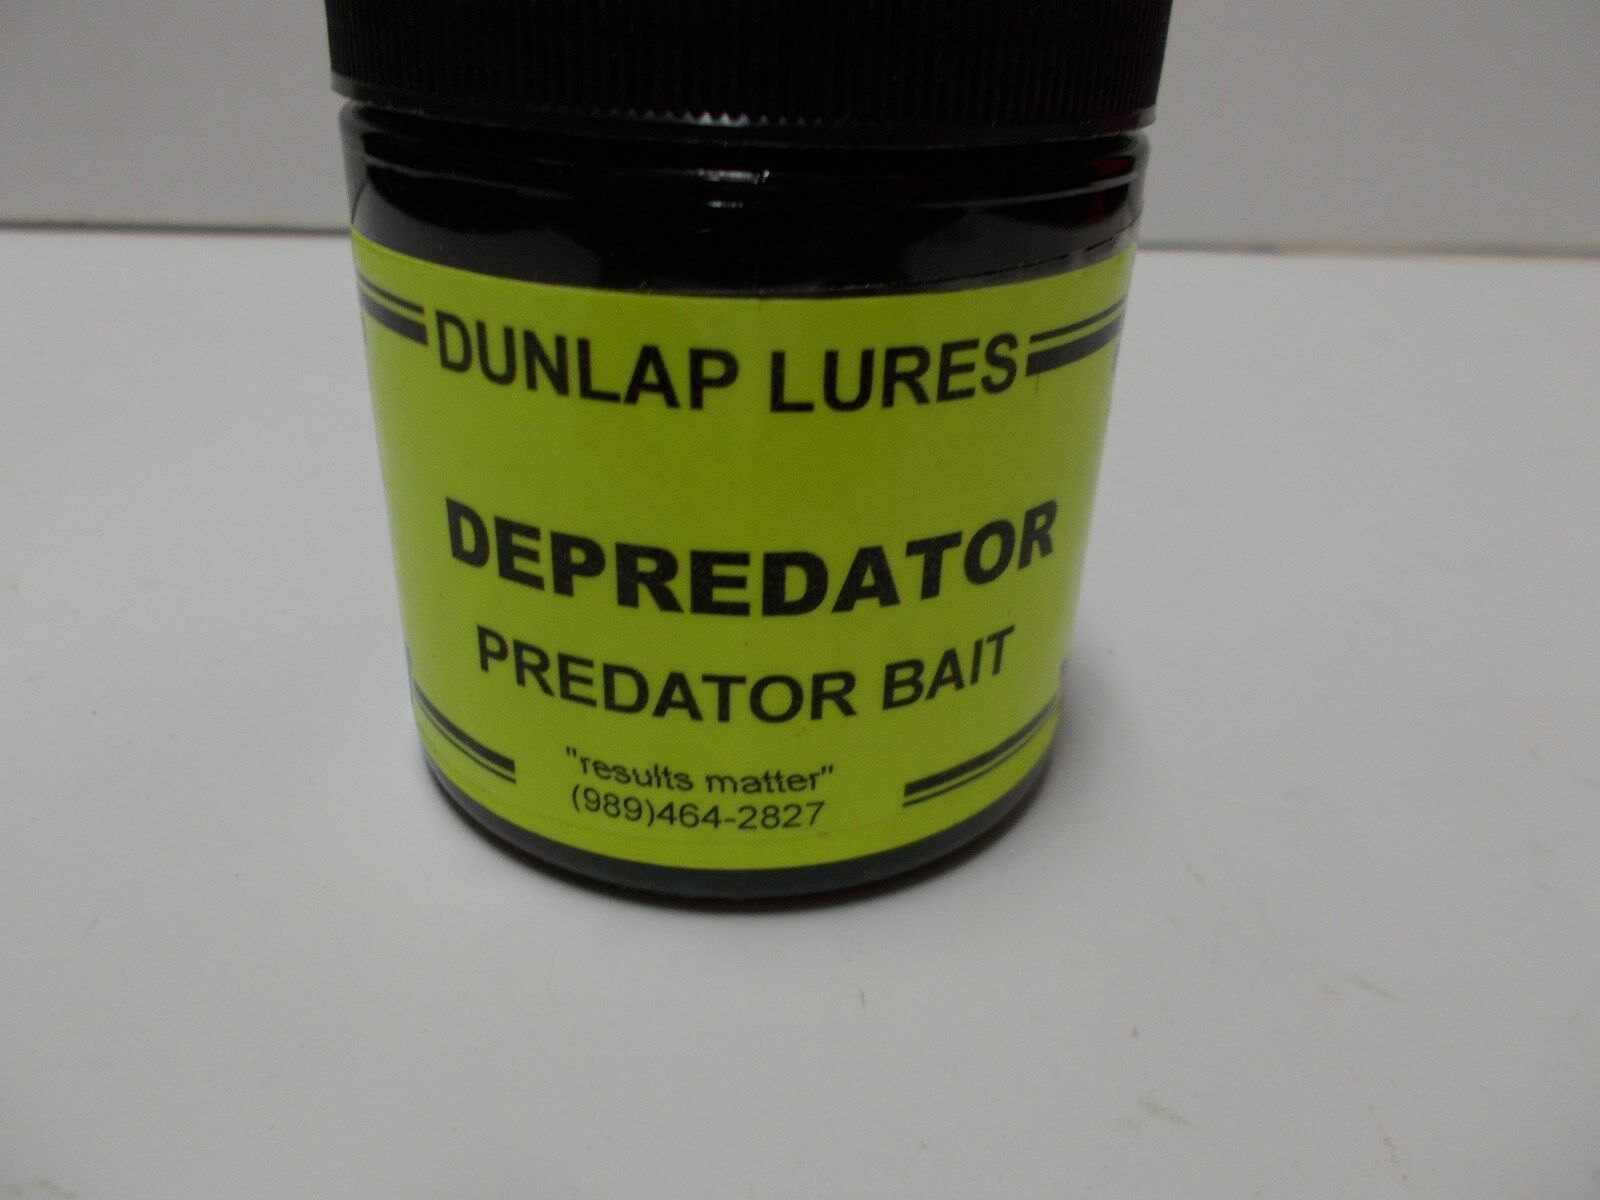 DUNLAP LURES
DEPREDATOR
PREDATOR BAIT
"results matter"
(989)464-2827